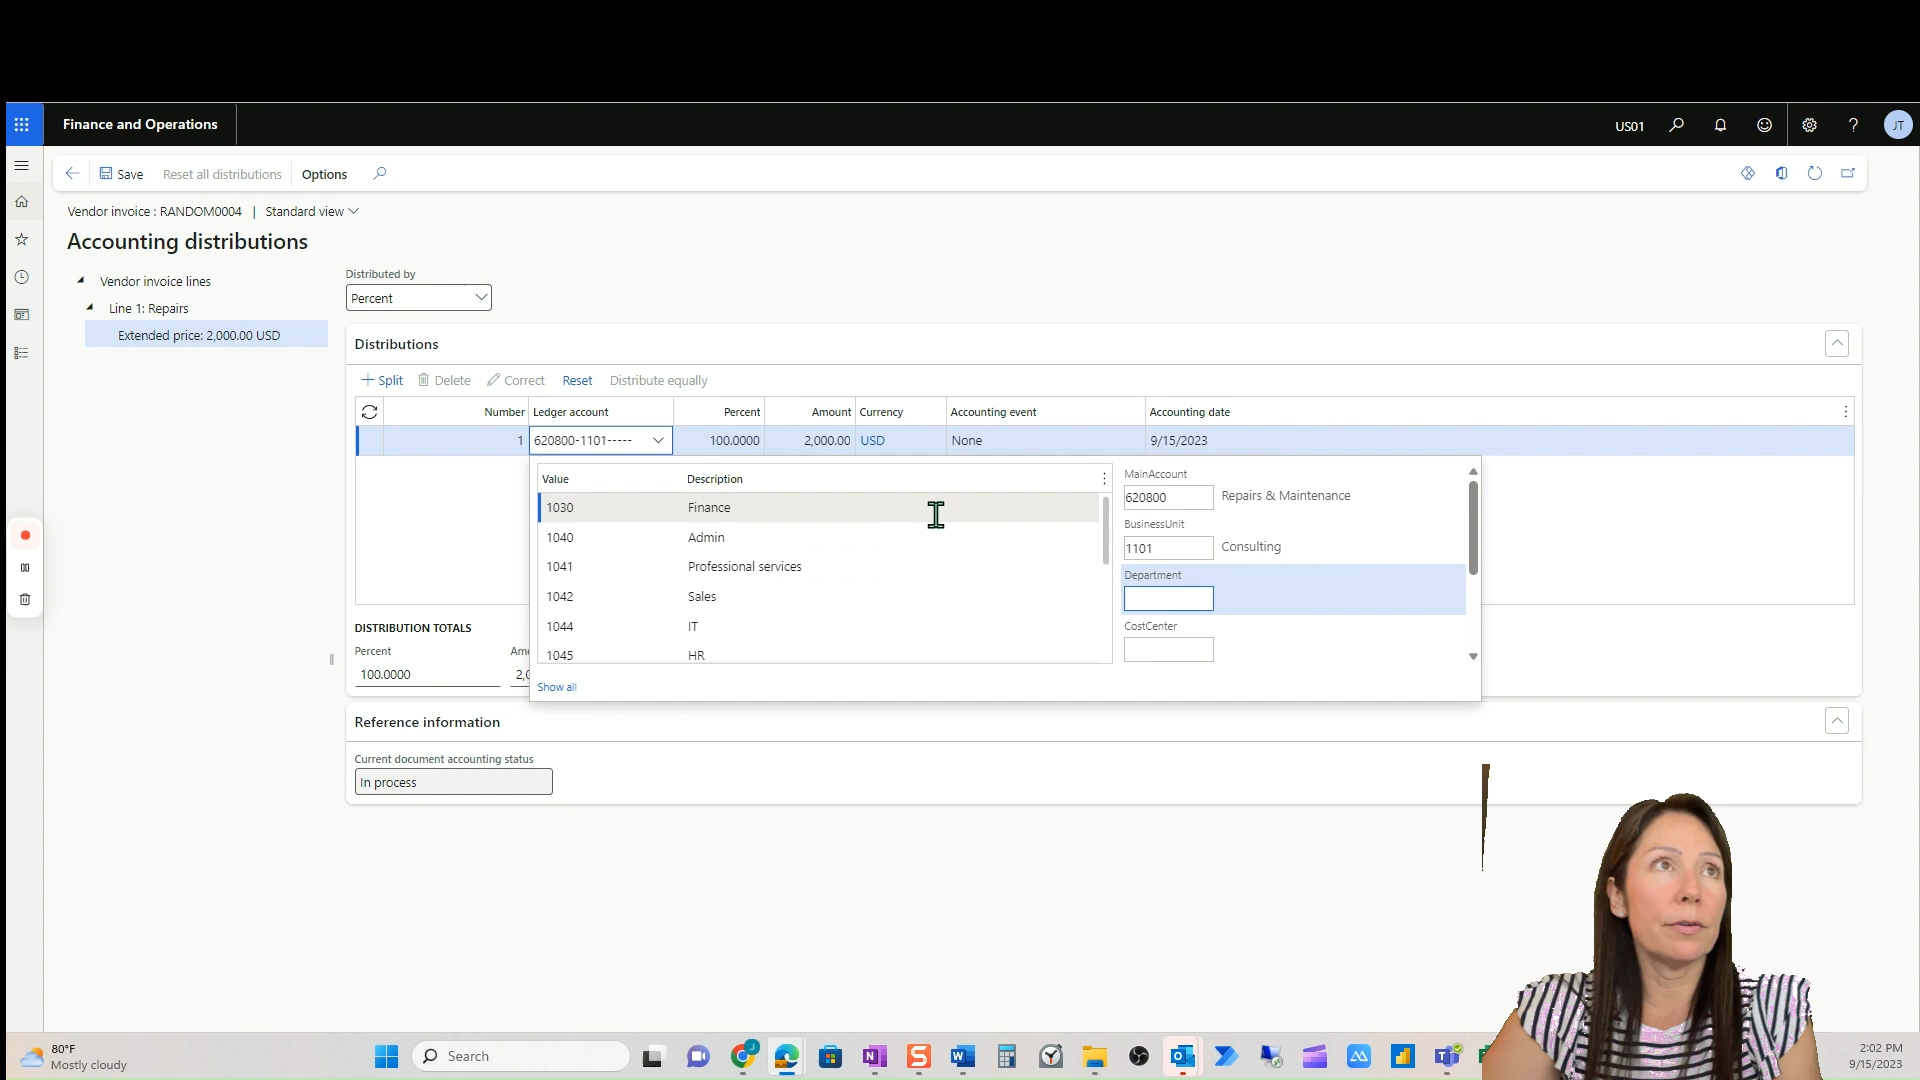 Finance and Operations
US01
JT
Save
Reset all distributions
Options
Vendor invoice : RANDOM0004 | Standard view
Accounting distributions
Vendor invoice lines
Line 1: Repairs
Extended price: 2,000.00 USD
Distributed by
Percent
Distributions
Split
Delete
Correct
Reset
Distribute equally
Number Ledger account Percent Amount Currency Accounting event Accounting date
1 620800-1101----- 100.0000 2,000.00 USD None 9/15/2023
Value Description
1030 Finance
1040 Admin
1041 Professional services
1042 Sales
1044 IT
1045 HR
Show all
MainAccount
620800 Repairs & Maintenance
BusinessUnit
1101 Consulting
Department
CostCenter
DISTRIBUTION TOTALS
Percent
100.0000
Reference information
Current document accounting status
In process
80°F
Mostly cloudy
Search
2:02 PM
9/15/2023